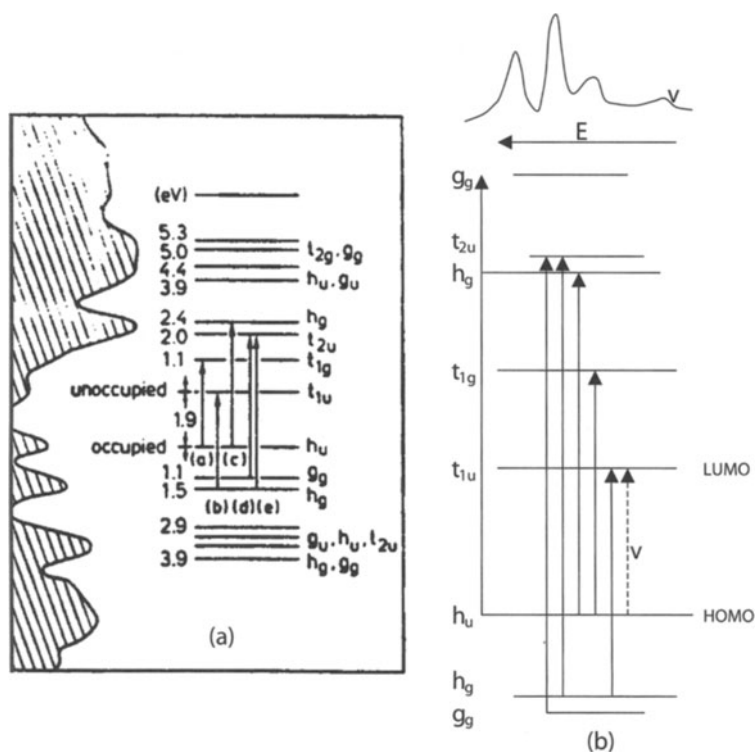 (eV)
5.3
5.0 t2g, gg
4.4
3.9 hu, gu
2.4 hg
2.0 t2u
1.1 t1g
unoccupied t1u
1.9
occupied hu
(a) (c)
1.1 gg
1.5 hg
(b) (d) (e)
2.9
gu, hu, t2u
3.9 hg, gg
(a)
v
E
gg
t2u
hg
t1g
t1u LUMO
v
hu HOMO
hg
gg
(b)